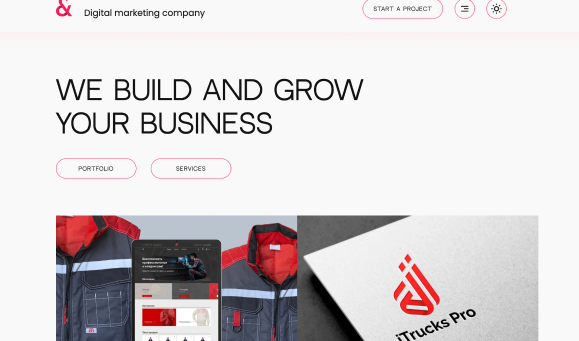 &
Digital marketing company
START A PROJECT
WE BUILD AND GROW
YOUR BUSINESS
PORTFOLIO
SERVICES
iTrucks Pro